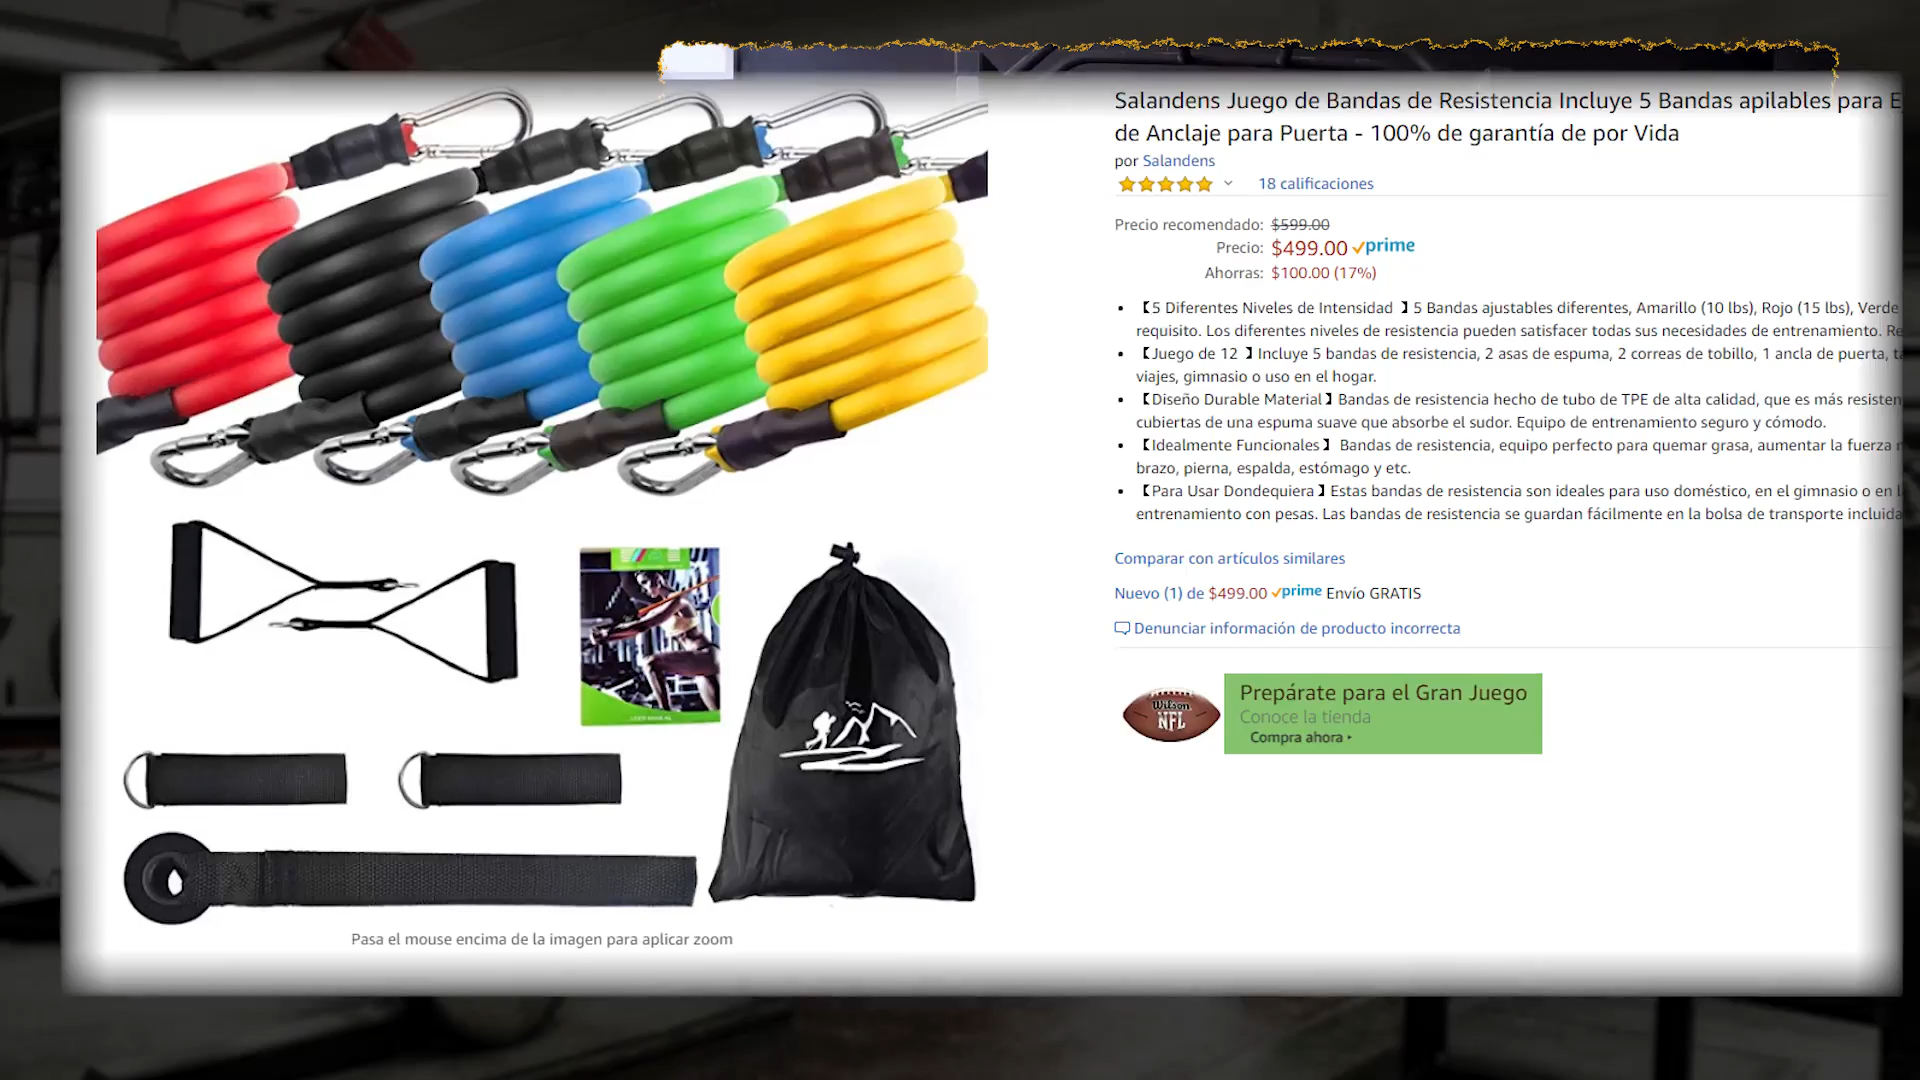 Salandens Juego de Bandas de Resistencia Incluye 5 Bandas apilables para E
de Anclaje para Puerta - 100% de garantía de por Vida
por Salandens
18 calificaciones
Precio recomendado: $599.00
Precio: $499.00 prime
Ahorras: $100.00 (17%)
【5 Diferentes Niveles de Intensidad 】5 Bandas ajustables diferentes, Amarillo (10 lbs), Rojo (15 lbs), Verde
requisito. Los diferentes niveles de resistencia pueden satisfacer todas sus necesidades de entrenamiento. Re
【Juego de 12 】Incluye 5 bandas de resistencia, 2 asas de espuma, 2 correas de tobillo, 1 ancla de puerta, ta
viajes, gimnasio o uso en el hogar.
【Diseño Durable Material】Bandas de resistencia hecho de tubo de TPE de alta calidad, que es más resisten
cubiertas de una espuma suave que absorbe el sudor. Equipo de entrenamiento seguro y cómodo.
【Idealmente Funcionales】 Bandas de resistencia, equipo perfecto para quemar grasa, aumentar la fuerza
brazo, pierna, espalda, estómago y etc.
【Para Usar Dondequiera】Estas bandas de resistencia son ideales para uso doméstico, en el gimnasio o en
entrenamiento con pesas. Las bandas de resistencia se guardan fácilmente en la bolsa de transporte incluida
Comparar con artículos similares
Nuevo (1) de $499.00 prime Envío GRATIS
Denunciar información de producto incorrecta
Wilson
NFL
Prepárate para el Gran Juego
Conoce la tienda
Compra ahora
Pasa el mouse encima de la imagen para aplicar zoom